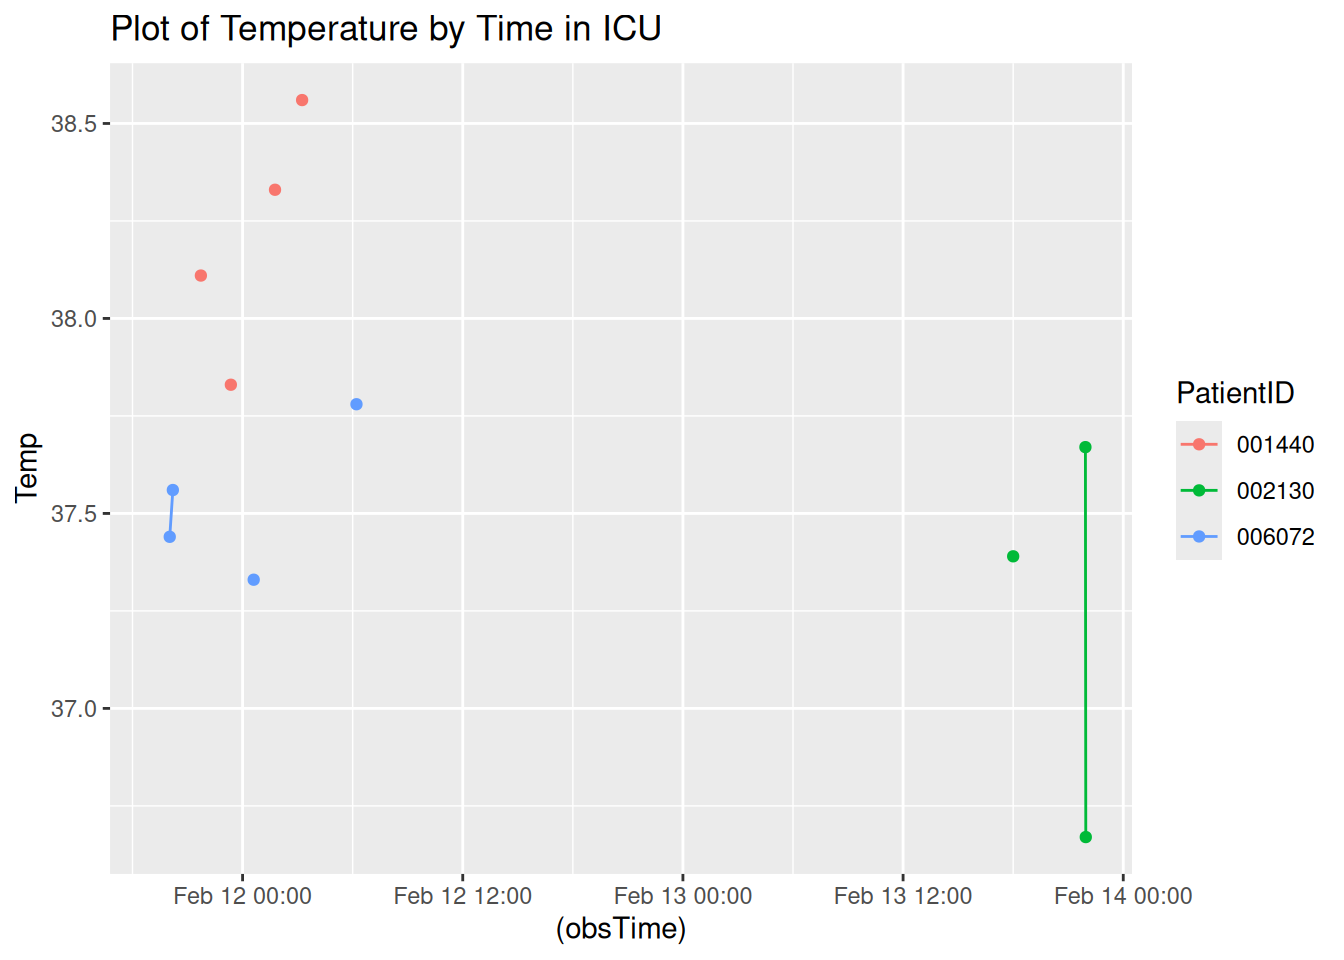 Plot of Temperature by Time in ICU
38.5
38.0
37.5
37.0
Temp
Feb 12 00:00
Feb 12 12:00
Feb 13 00:00
Feb 13 12:00
Feb 14 00:00
(obsTime)
PatientID
001440
002130
006072